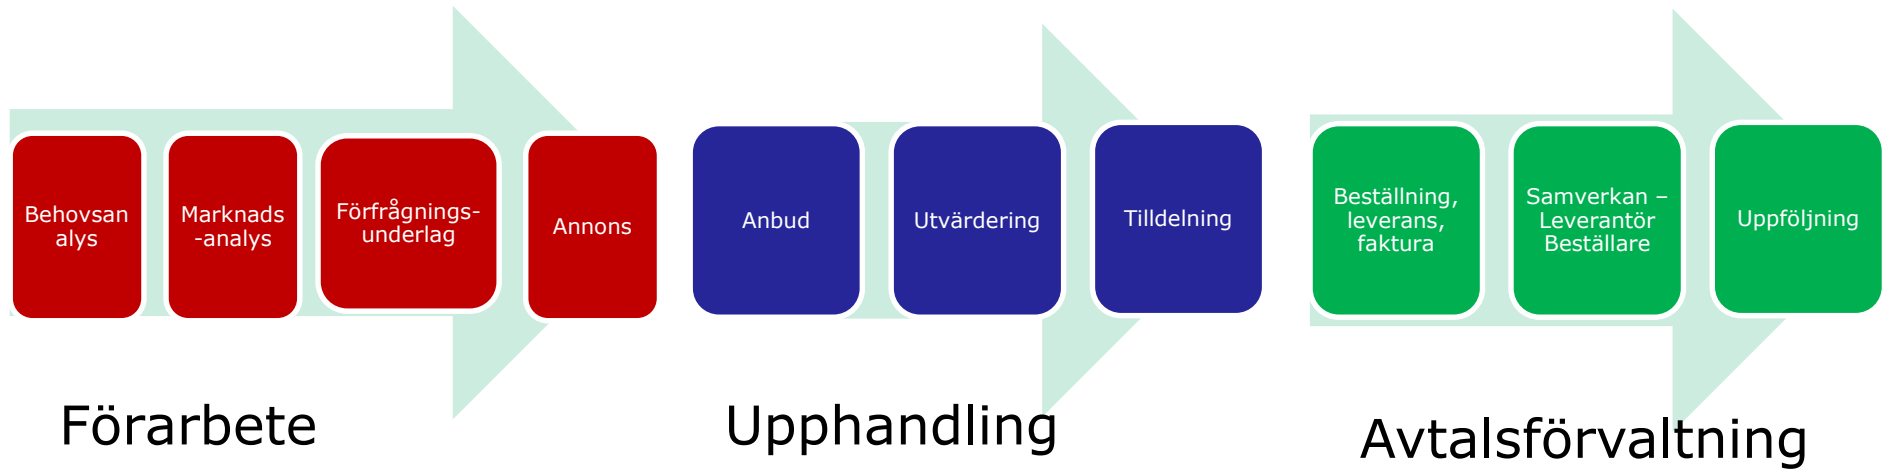 Behovsan
alys
Marknads
-analys
Förfrågnings-
underlag
Annons
Förarbete
Anbud
Utvärdering
Tilldelning
Upphandling
Beställning,
leverans,
faktura
Samverkan –
Leverantör
Beställare
Uppföljning
Avtalsförvaltning